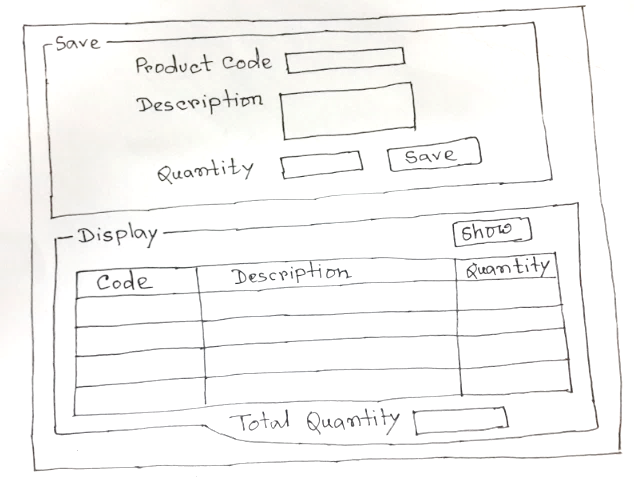 Save
Product Code
Description
Quantity Save
Display Show
Code Description Quantity
Total Quantity